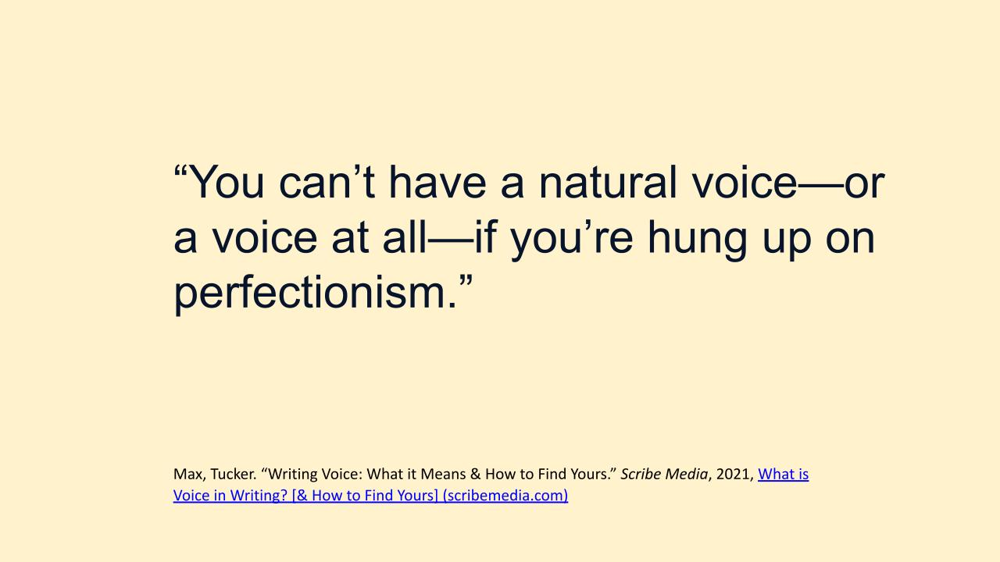 “You can’t have a natural voice—or
a voice at all—if you’re hung up on
perfectionism.”
Max, Tucker. “Writing Voice: What it Means & How to Find Yours.” Scribe Media, 2021, What is
Voice in Writing? [& How to Find Yours] (scribemedia.com)